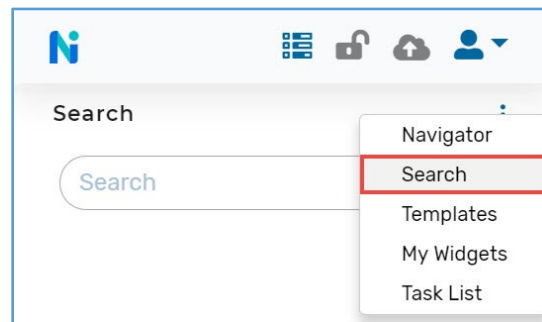 Search
Search
Navigator
Search
Templates
My Widgets
Task List